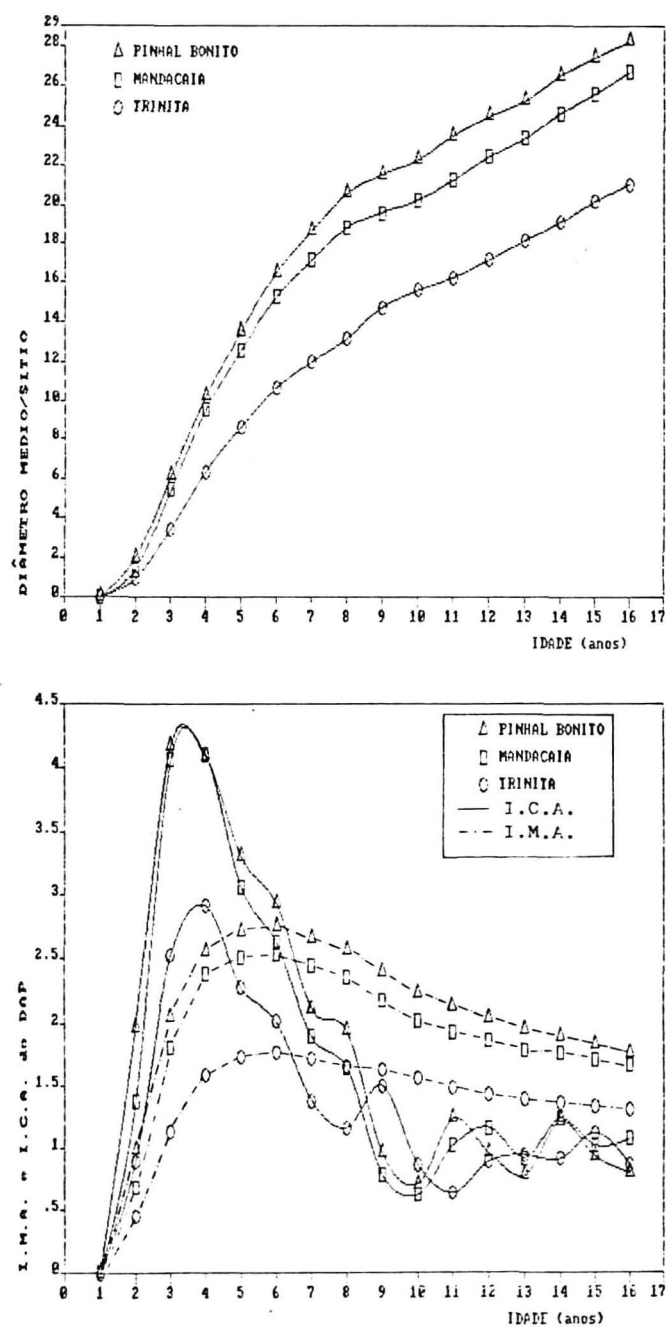 29
28
26
24
22
20
18
16
14
12
10
8
6
4
2
0
DIÂMETRO MEDIO/SITIO
PINHAL BONITO
MANDACAIA
TRINITA
0 1 2 3 4 5 6 7 8 9 10 11 12 13 14 15 16 17
IDADE (anos)
4.5
4
3.5
3
2.5
2
1.5
1
.5
0
I.M.A. e I.C.A. do DAP
PINHAL BONITO
MANDACAIA
TRINITA
I.C.A.
I.M.A.
0 1 2 3 4 5 6 7 8 9 10 11 12 13 14 15 16 17
IDADE (anos)